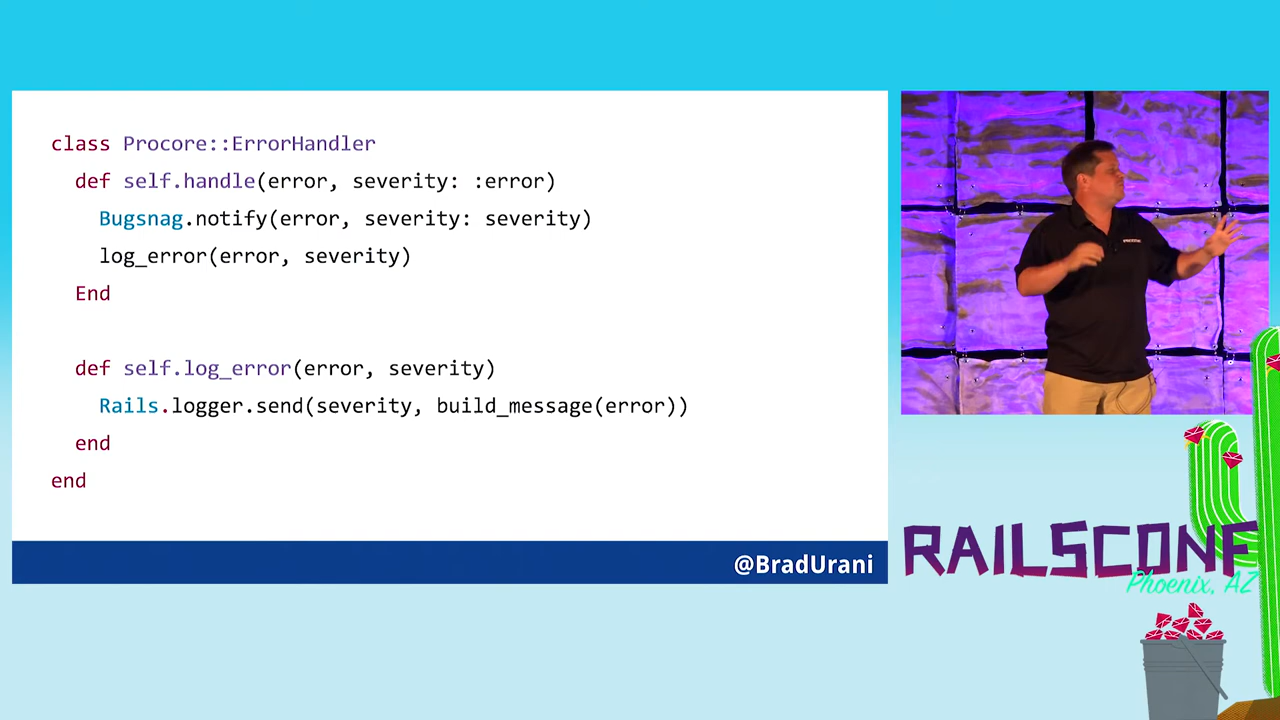 class Procore::ErrorHandler
def self.handle(error, severity: :error)
Bugsnag.notify(error, severity: severity)
log_error(error, severity)
End
def self.log_error(error, severity)
Rails.logger.send(severity, build_message(error))
end
end
@BradUrani
RAILSCONF
Phoenix, AZ